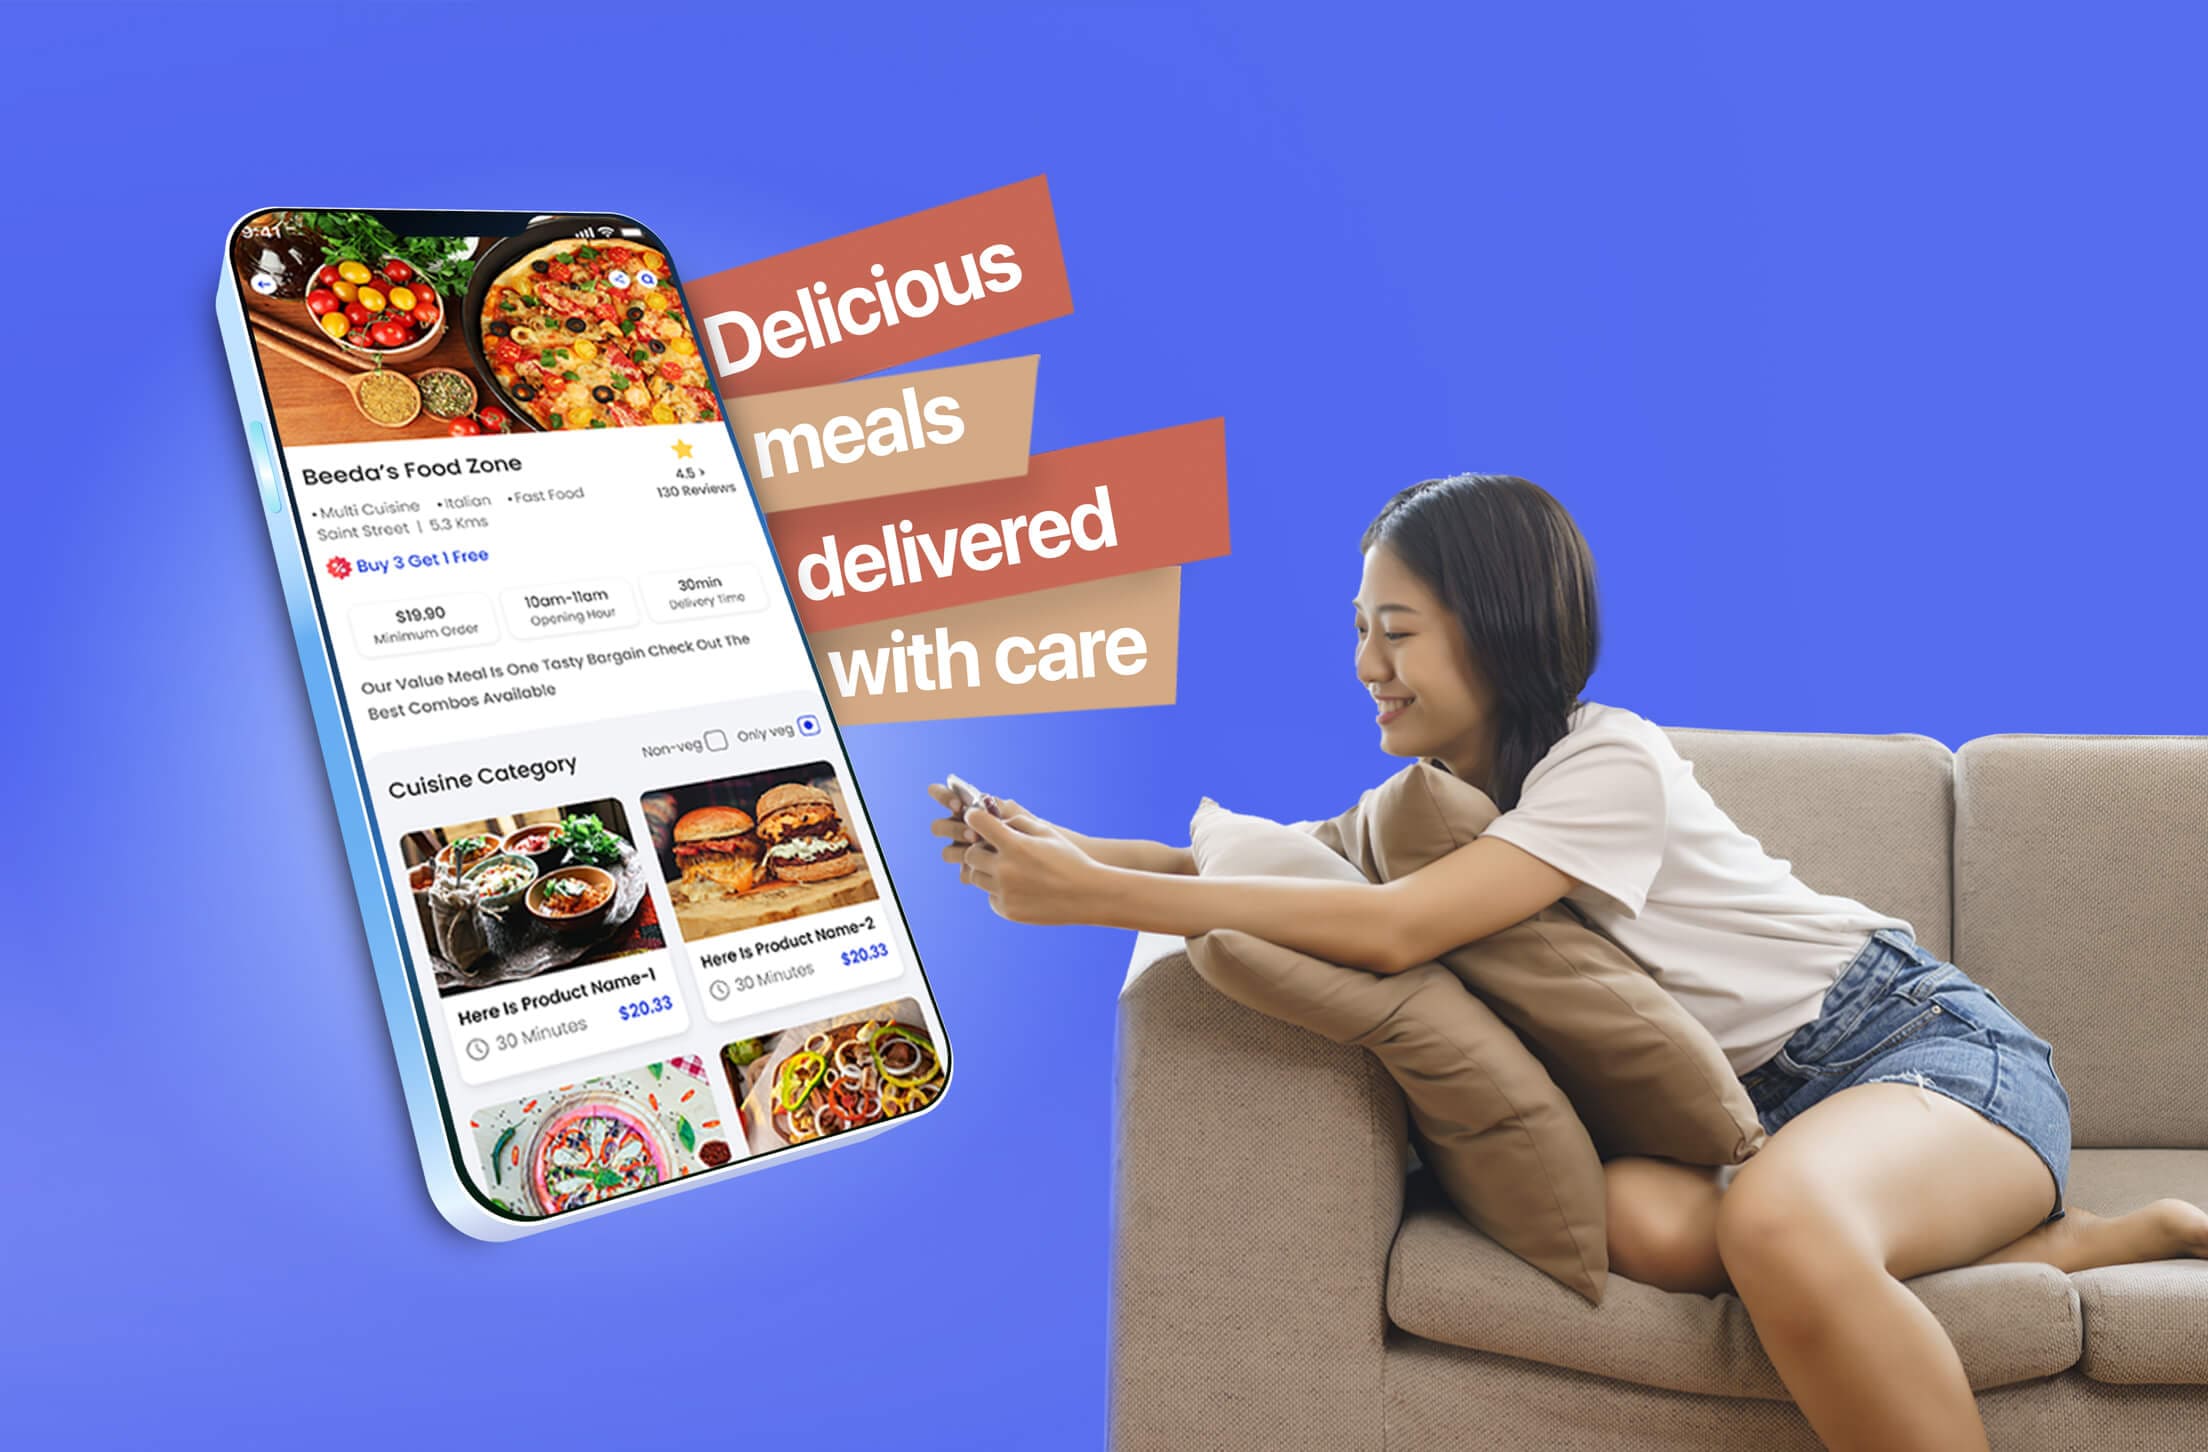 9:41
Beeda's Food Zone
4.5 >
130 Reviews
•Multi Cuisine •Italian •Fast Food
Saint Street | 5.3 Kms
Buy 3 Get 1 Free
$19.90
Minimum Order
10am-11am
Opening Hour
30min
Delivery Time
Our Value Meal Is One Tasty Bargain Check Out The
Best Combos Available
Cuisine Category
Non-veg
Only veg
Here Is Product Name-1
30 Minutes
$20.33
Here Is Product Name-2
30 Minutes
$20.33
Delicious
meals
delivered
with care